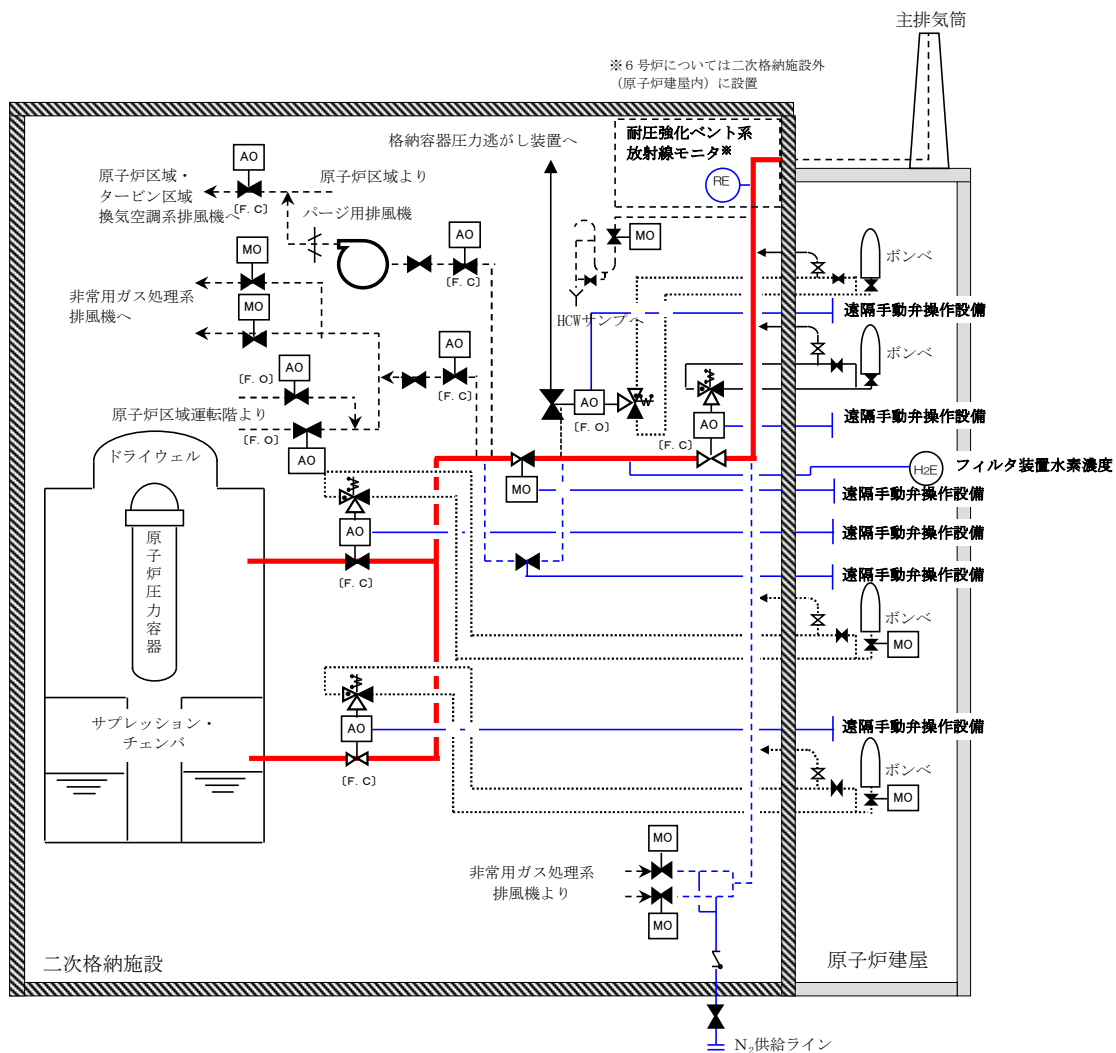 主排気筒
※６号炉については二次格納施設外
（原子炉建屋内）に設置
格納容器圧力逃がし装置へ
耐圧強化ベント系
放射線モニタ※
RE
AO
原子炉区域・
タービン区域
換気空調系排風機へ
[F. C]
原子炉区域より
パージ用排風機
AO
[F. C]
MO
MO
非常用ガス処理系
排風機へ
MO
HCWサンプへ
ボンベ
遠隔手動弁操作設備
ボンベ
AO
[F. C]
AO
[F. O]
原子炉区域運転階より
[F. O]
AO
AO
[F. O]
AO
[F. C]
遠隔手動弁操作設備
H2E
フィルタ装置水素濃度
MO
遠隔手動弁操作設備
ドライウェル
原子炉圧力容器
AO
[F. C]
遠隔手動弁操作設備
遠隔手動弁操作設備
ボンベ
MO
サプレッション・
チェンバ
AO
[F. C]
遠隔手動弁操作設備
ボンベ
MO
MO
非常用ガス処理系
排風機より
MO
二次格納施設
原子炉建屋
N₂供給ライン